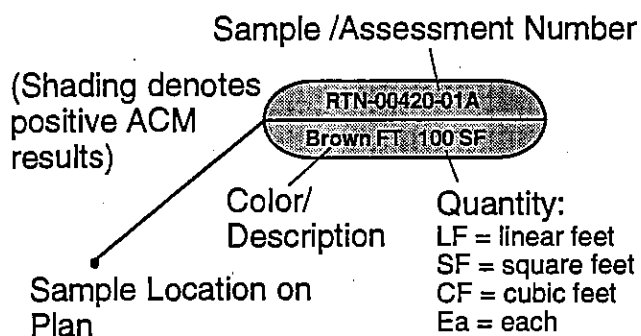 Sample /Assessment Number
(Shading denotes
positive ACM
results)
RTN-00420-01A
Brown FT 100 SF
Color/
Description
Quantity:
LF = linear feet
SF = square feet
CF = cubic feet
Ea = each
Sample Location on
Plan